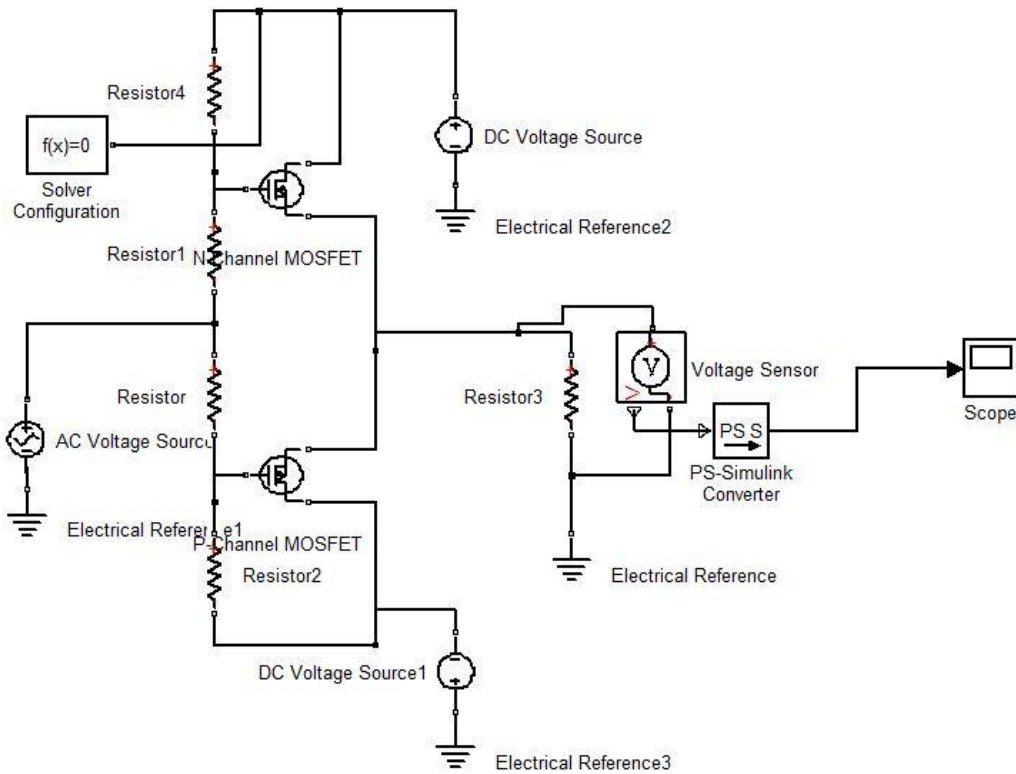 Resistor4
f(x)=0
Solver
Configuration
DC Voltage Source
Electrical Reference2
Resistor1
N-Channel MOSFET
Resistor
AC Voltage Source
Electrical Reference1
P-Channel MOSFET
Resistor2
Resistor3
V
Voltage Sensor
V
PS S
PS-Simulink
Converter
Scope
Electrical Reference
DC Voltage Source1
Electrical Reference3